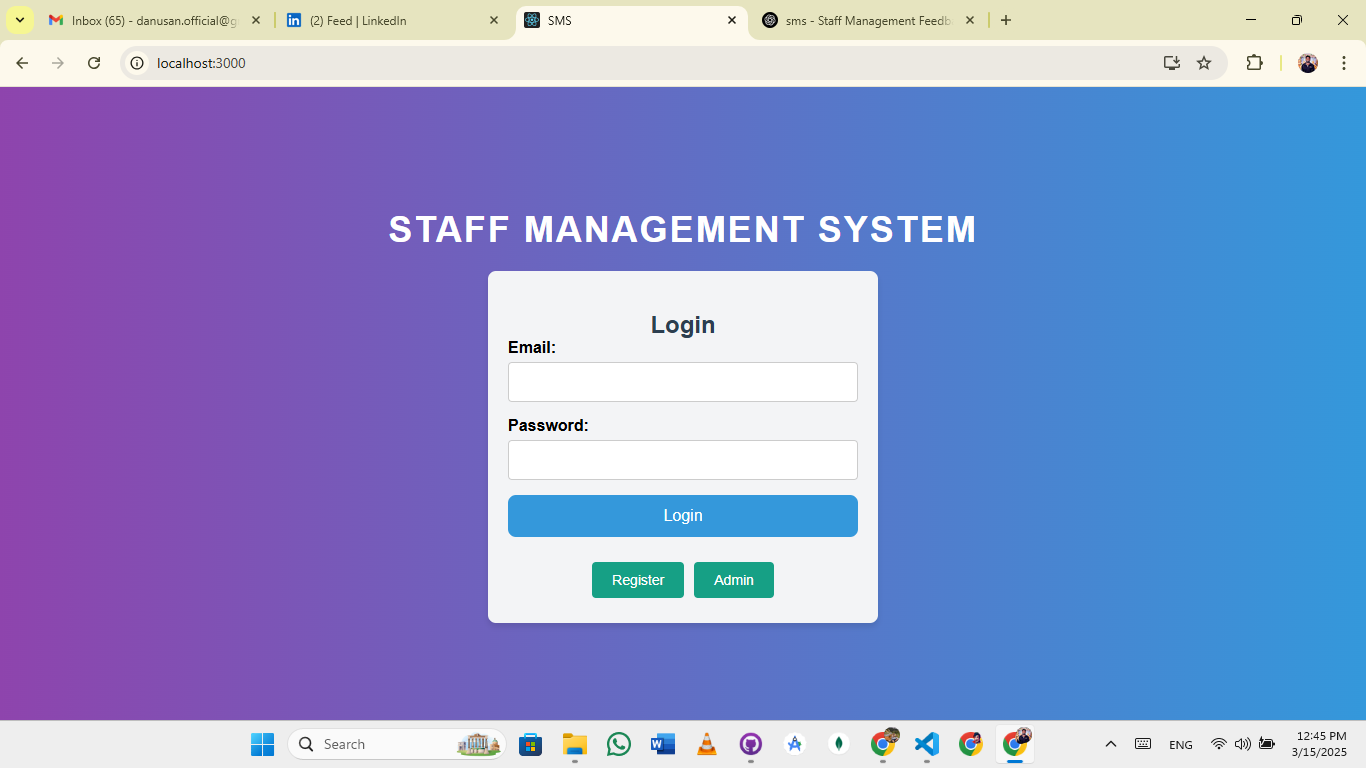 Inbox (65) - danusan.official@g
(2) Feed | LinkedIn
SMS
sms - Staff Management Feedb
localhost:3000
STAFF MANAGEMENT SYSTEM
Login
Email:
Password:
Login
Register
Admin
Search
ENG
12:45 PM
3/15/2025